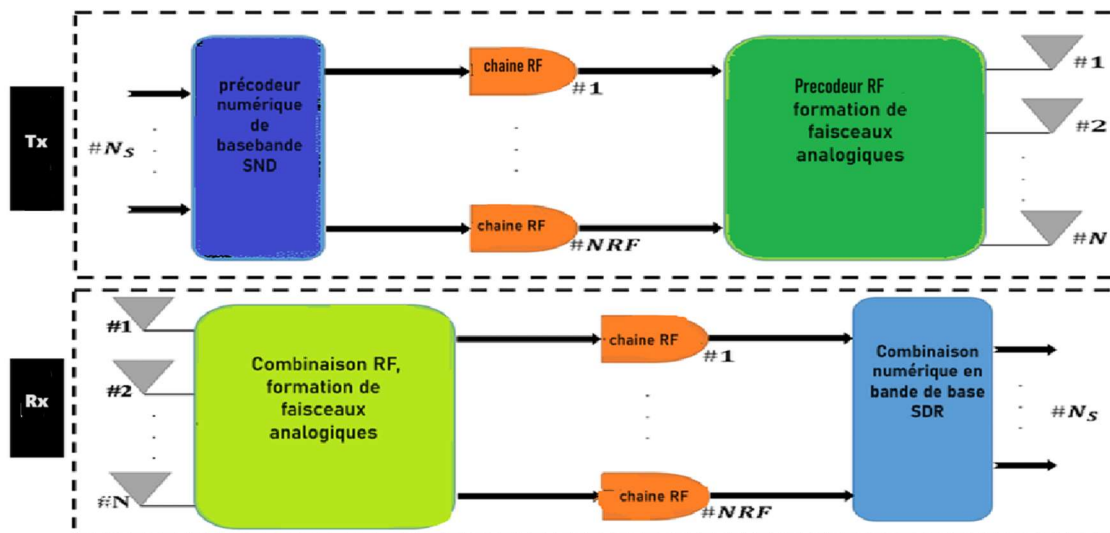 Tx
#N_S
précodeur
numérique
de
basebande
SND
chaine RF
#1
chaine RF
#NRF
Precodeur RF
formation de
faisceaux
analogiques
#1
#2
#N
Rx
#1
#2
#N
Combinaison RF,
formation de
faisceaux
analogiques
chaine RF
#1
chaine RF
#NRF
Combinaison
numérique en
bande de base
SDR
#N_S